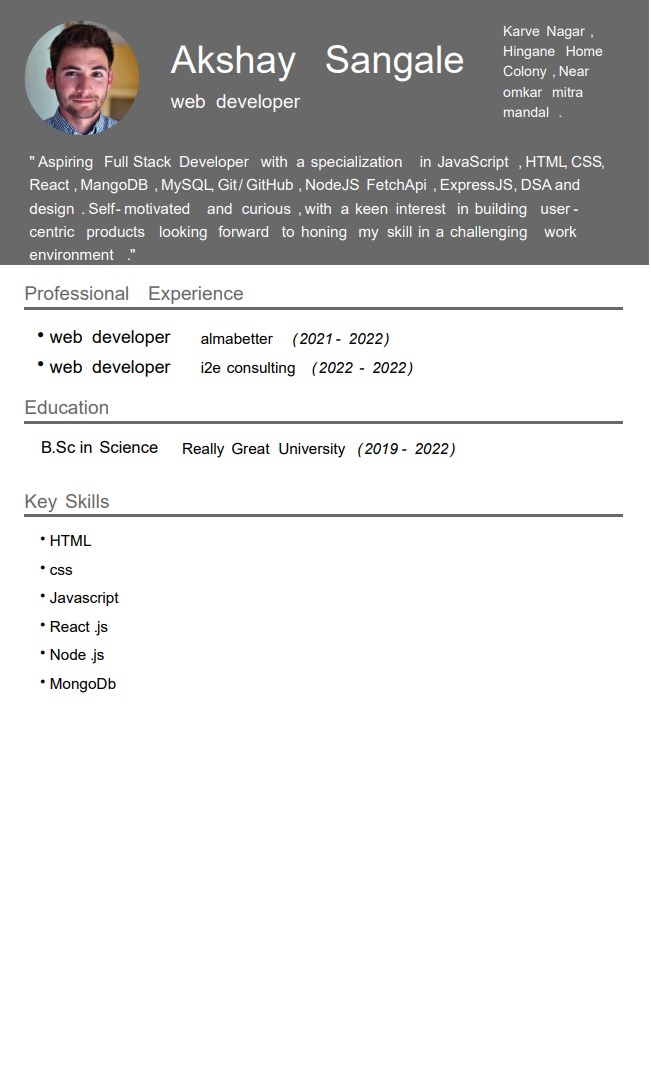 Akshay Sangale
web developer
Karve Nagar ,
Hingane Home
Colony , Near
omkar mitra
mandal .
" Aspiring Full Stack Developer with a specialization in JavaScript , HTML, CSS,
React , MangoDB , MySQL, Git / GitHub , NodeJS FetchApi , ExpressJS, DSA and
design . Self- motivated and curious , with a keen interest in building user -
centric products looking forward to honing my skill in a challenging work
environment ."
Professional Experience
• web developer almabetter (2021 - 2022)
• web developer i2e consulting (2022 - 2022)
Education
B.Sc in Science Really Great University (2019 - 2022)
Key Skills
• HTML
• css
• Javascript
• React .js
• Node .js
• MongoDb